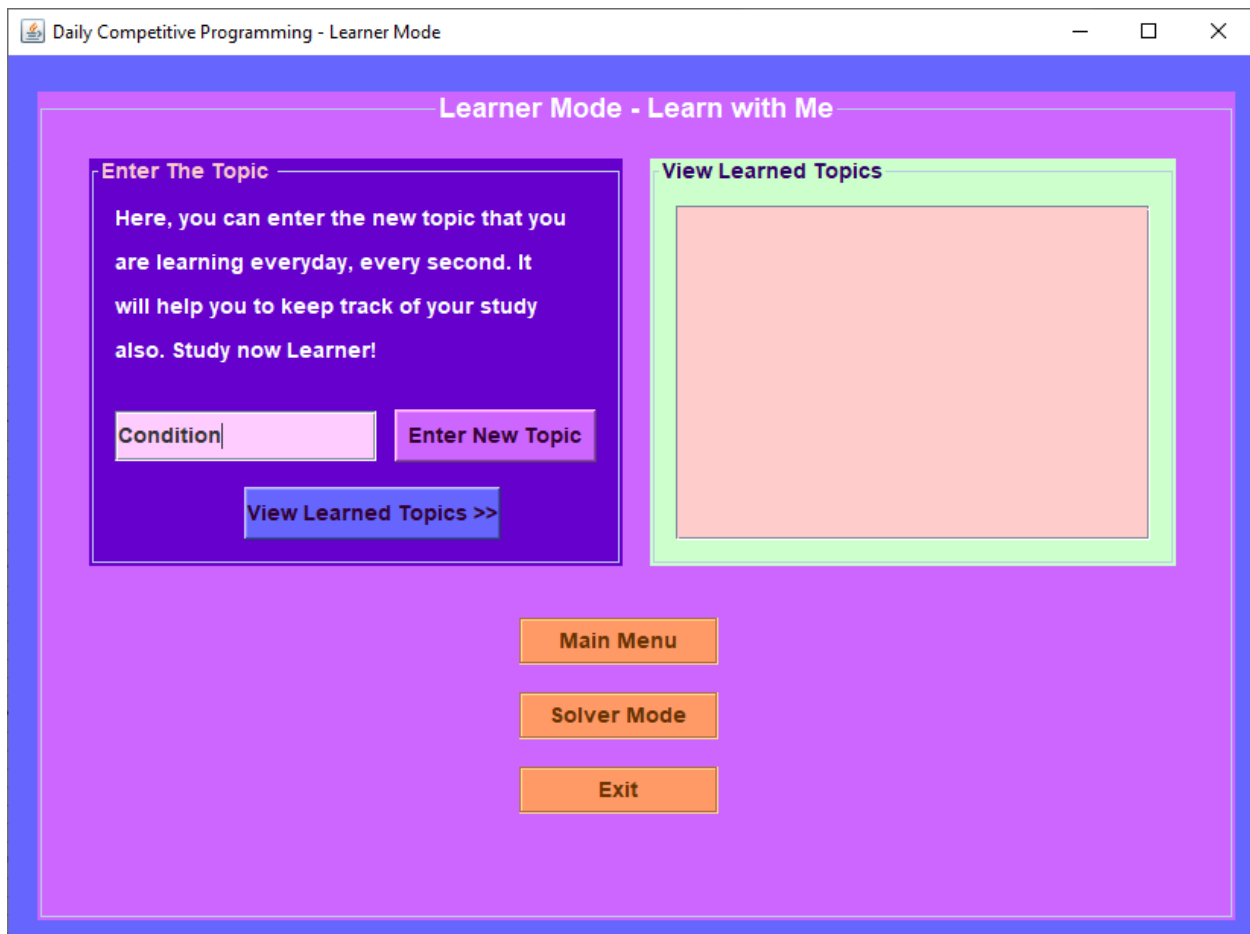 Daily Competitive Programming - Learner Mode
Learner Mode - Learn with Me
Enter The Topic
Here, you can enter the new topic that you
are learning everyday, every second. It
will help you to keep track of your study
also. Study now Learner!
Condition
Enter New Topic
View Learned Topics >>
View Learned Topics
Main Menu
Solver Mode
Exit